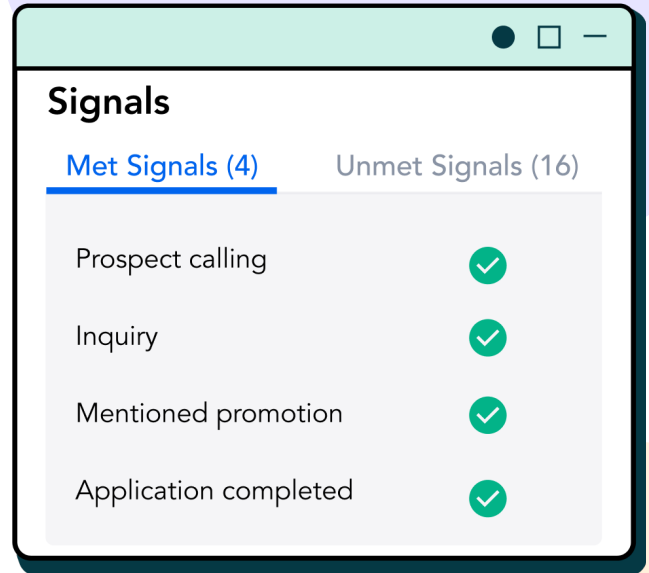 Signals
Met Signals (4) Unmet Signals (16)
Prospect calling
Inquiry
Mentioned promotion
Application completed